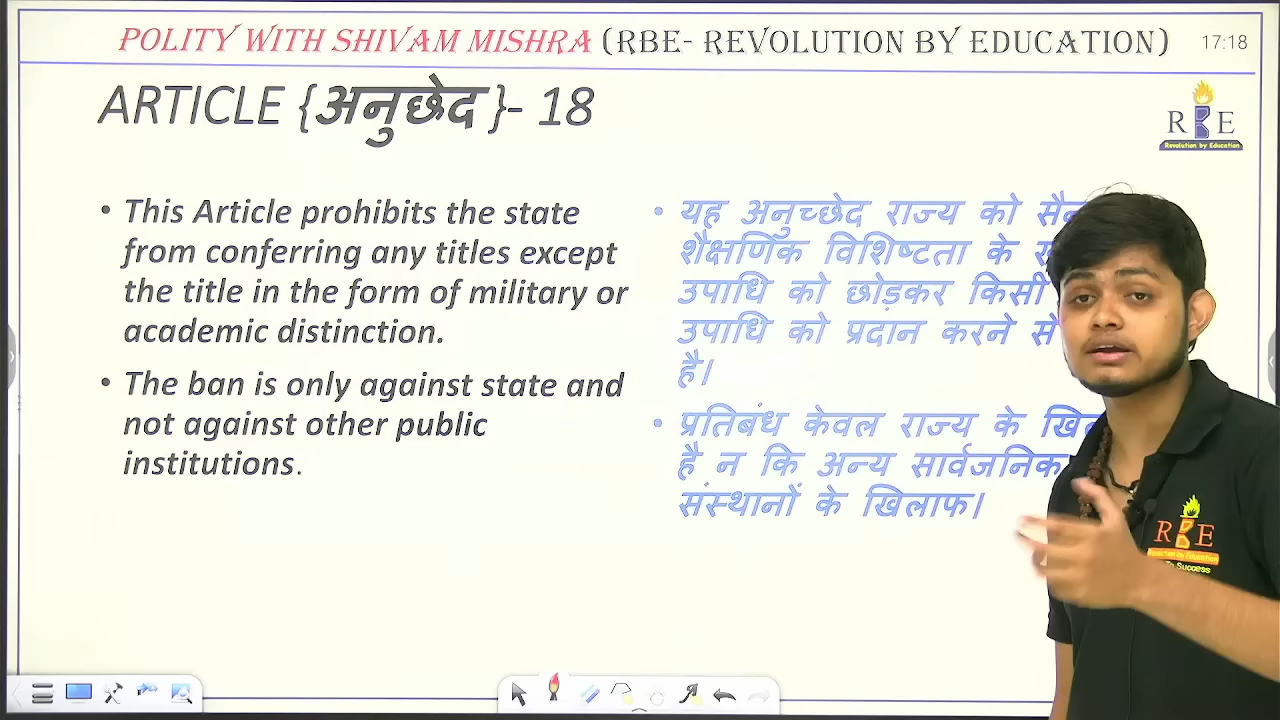 POLITY WITH SHIVAM MISHRA (RBE- REVOLUTION BY EDUCATION)
17:18
ARTICLE {अनुछेद }- 18
RBE
Revolution by Education
• This Article prohibits the state
from conferring any titles except
the title in the form of military or
academic distinction.
• The ban is only against state and
not against other public
institutions.
• यह अनुच्छेद राज्य को
शैक्षणिक विशिष्टता के
उपाधि को छोड़कर किसी
उपाधि को प्रदान करने से
है।
• प्रतिबंध केवल राज्य के
है न कि अन्य सार्वजनिक
संस्थानों के खिलाफ।
RBE
To Success